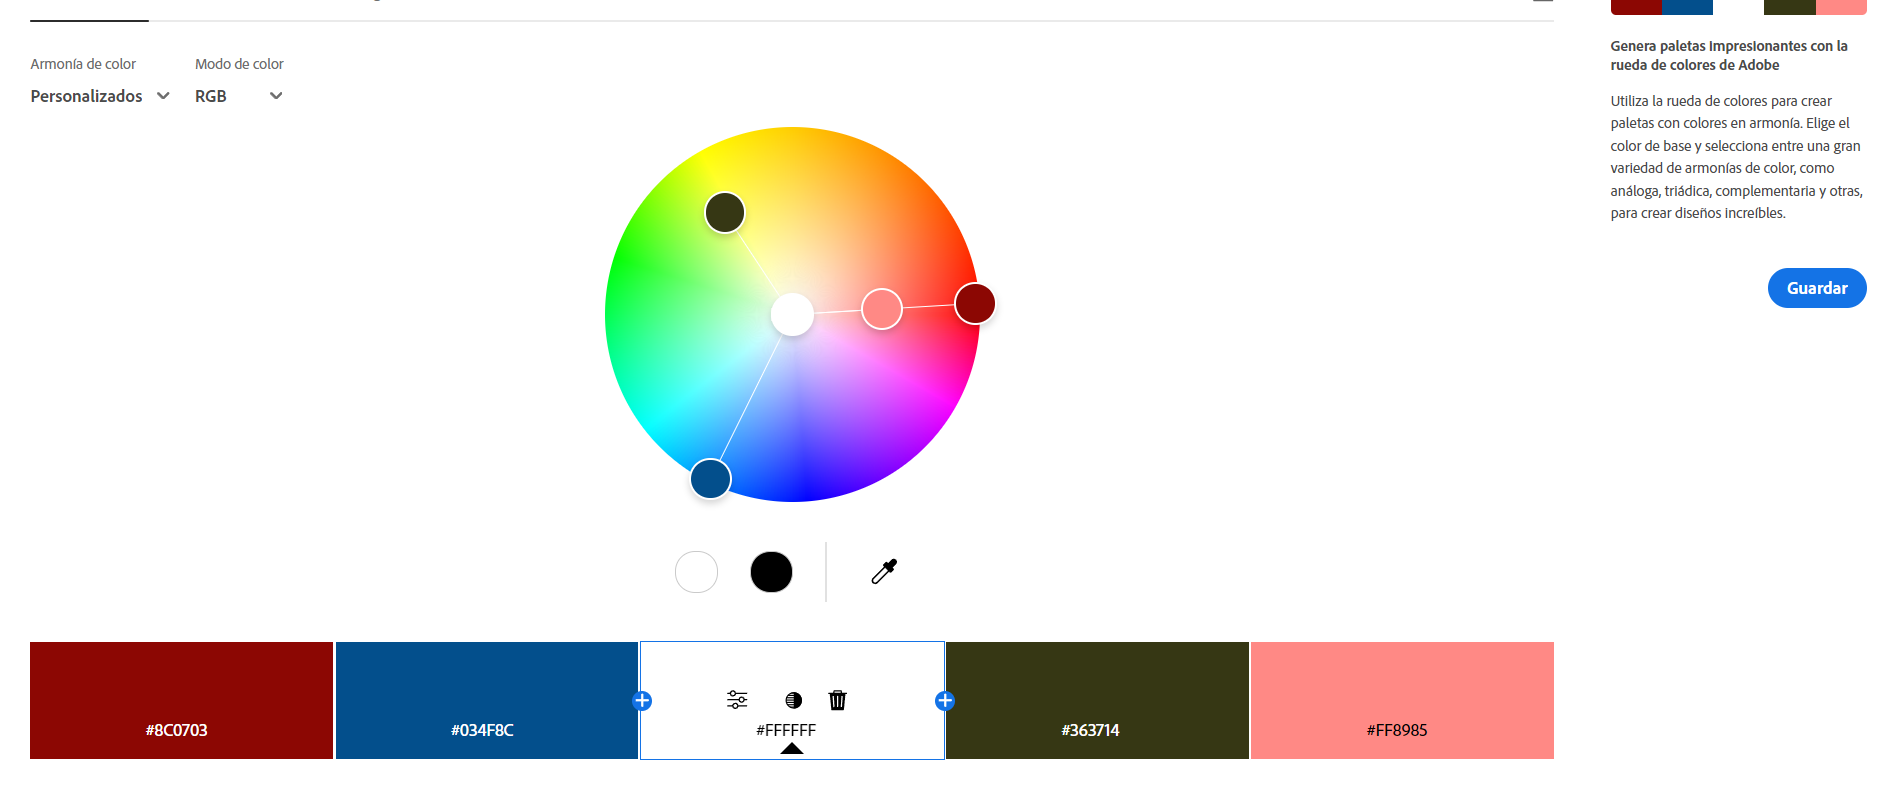 Armonía de color
Modo de color
Personalizados
RGB
Genera paletas impresionantes con la
rueda de colores de Adobe
Utiliza la rueda de colores para crear
paletas con colores en armonía. Elige el
color de base y selecciona entre una gran
variedad de armonías de color, como
análoga, triádica, complementaria y otras,
para crear diseños increíbles.
Guardar
#8C0703
#034F8C
#FFFFFF
#363714
#FF8985